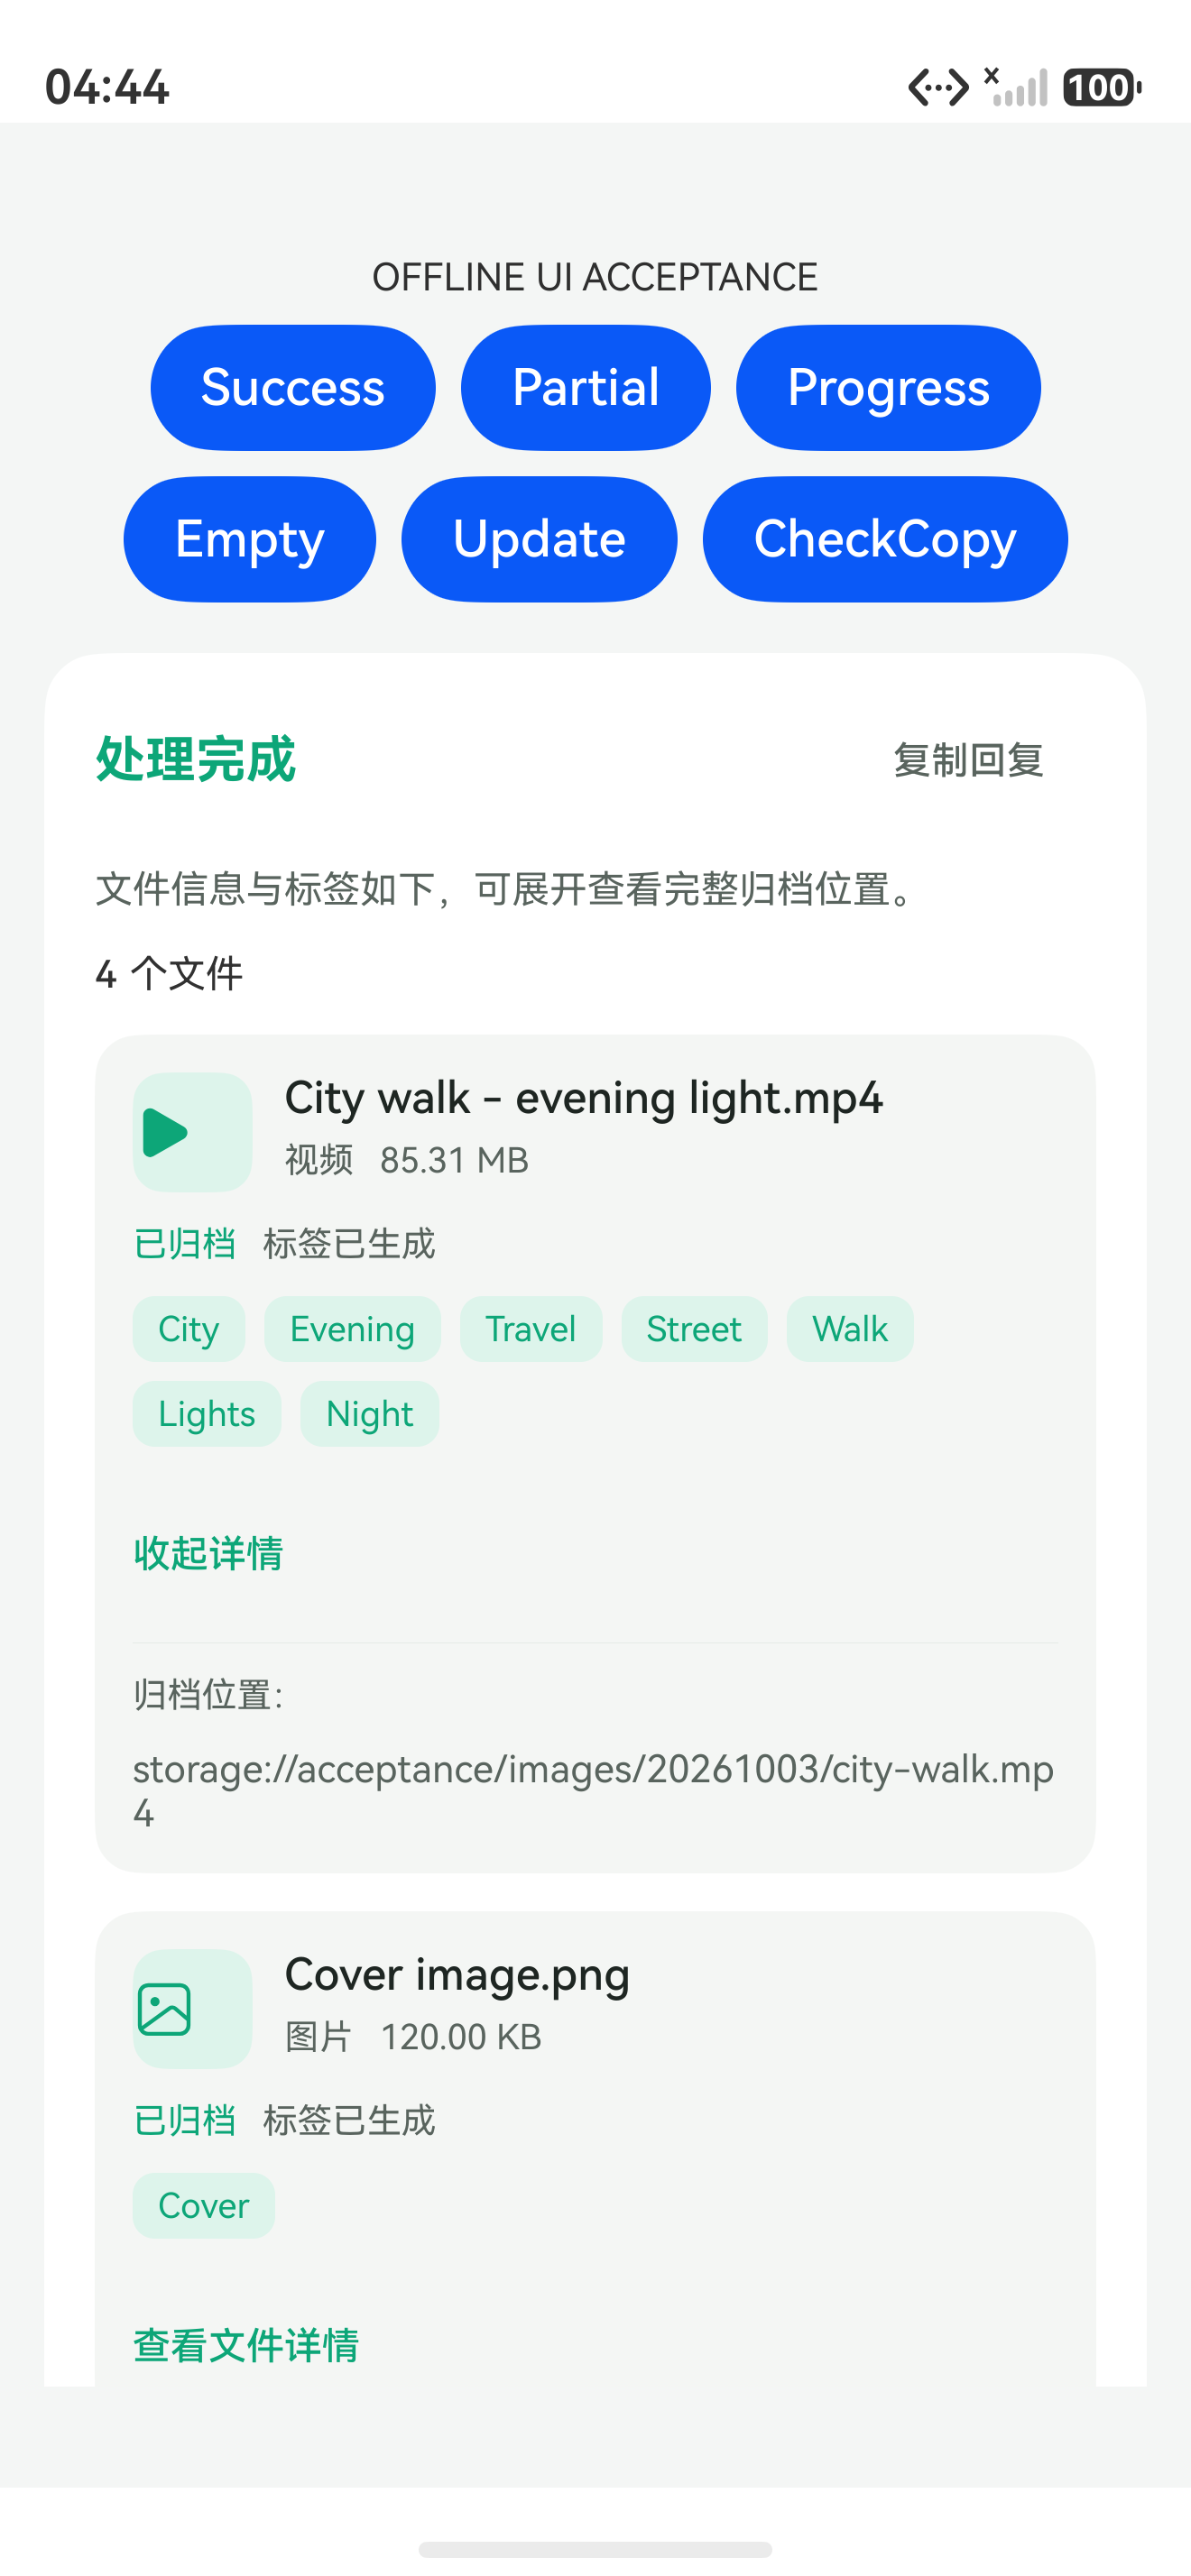 04:44
100
OFFLINE UI ACCEPTANCE
Success Partial Progress
Empty Update CheckCopy
处理完成 复制回复
文件信息与标签如下，可展开查看完整归档位置。
4 个文件
City walk - evening light.mp4
视频 85.31 MB
已归档 标签已生成
City Evening Travel Street Walk
Lights Night
收起详情
归档位置：
storage://acceptance/images/20261003/city-walk.mp
4
Cover image.png
图片 120.00 KB
已归档 标签已生成
Cover
查看文件详情